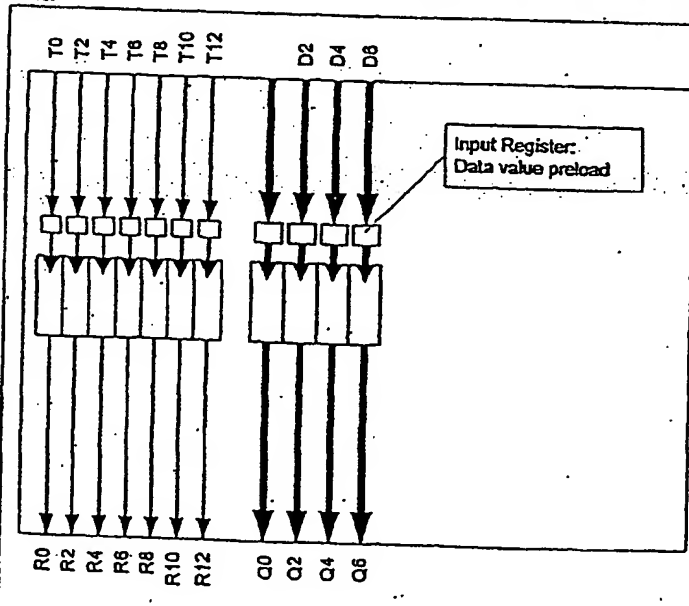 T0
T2
T4
T6
T8
T10
T12
D2
D4
D6
Input Register:
Data value preload
R0
R2
R4
R6
R8
R10
R12
Q0
Q2
Q4
Q6